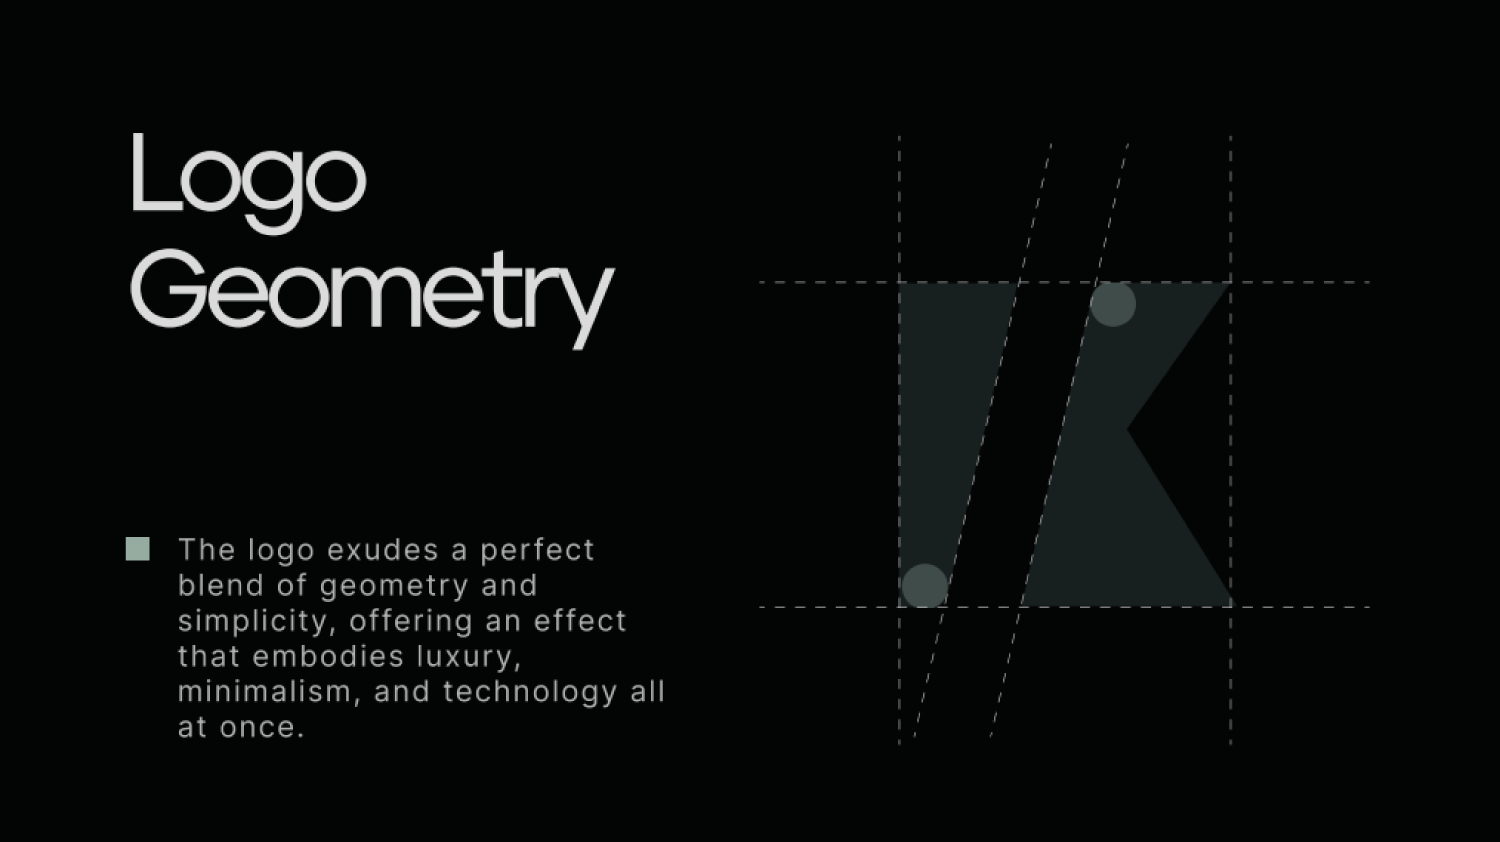 Logo
Geometry
The logo exudes a perfect
blend of geometry and
simplicity, offering an effect
that embodies luxury,
minimalism, and technology all
at once.